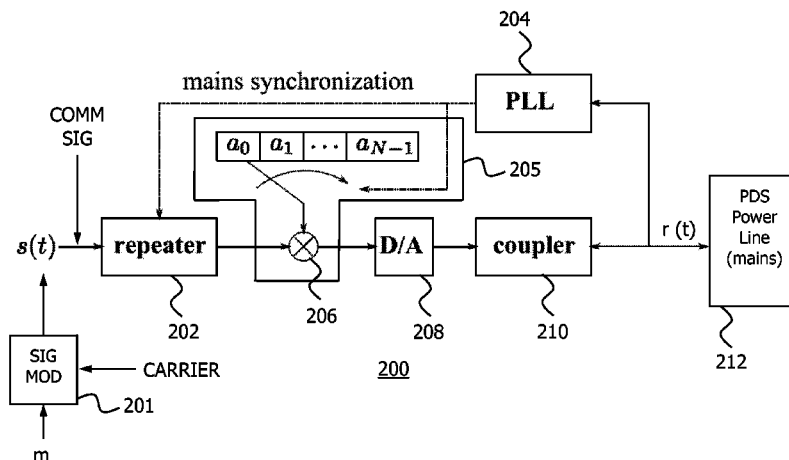 204
mains synchronization
PLL
COMM
SIG
a0 a1 ... aN−1
205
PDS
Power
Line
(mains)
s(t)
repeater
D/A
coupler
r (t)
202
206
208
210
212
SIG
MOD
CARRIER
200
201
m